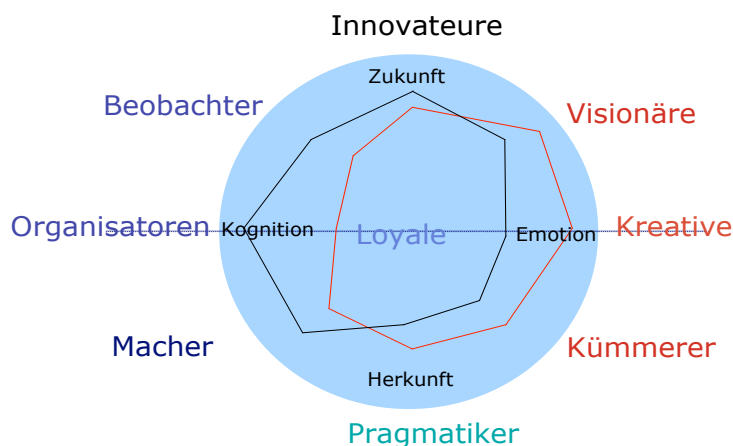 Innovateure
Zukunft
Beobachter
Visionäre
Organisatoren
Kognition
Loyale
Emotion
Kreative
Macher
Kümmerer
Herkunft
Pragmatiker